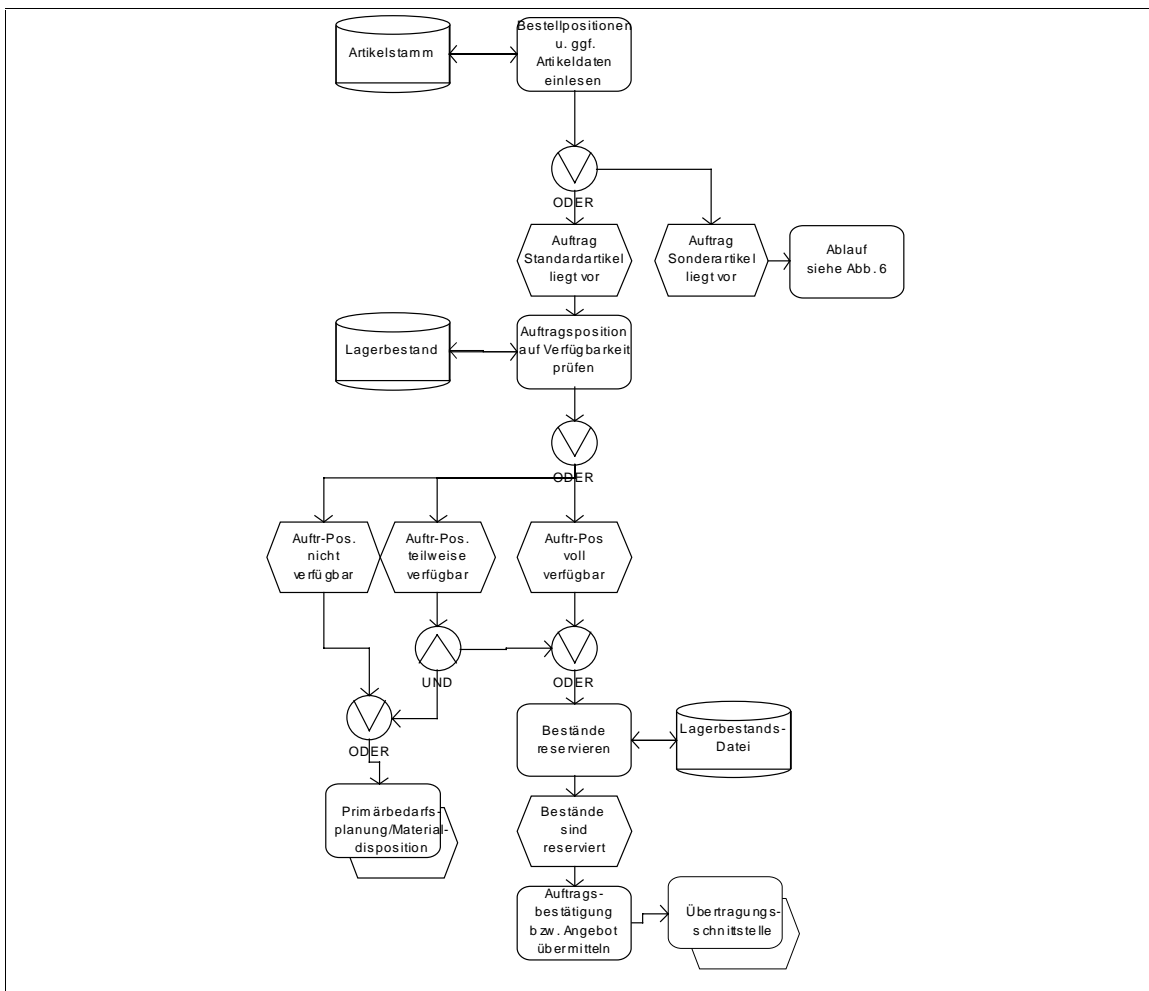 Artikelstamm
Bestellpositionen
u. ggf.
Artikeldaten
einlesen
ODER
Auftrag
Standardartikel
liegt vor
Auftrag
Sonderartikel
liegt vor
Ablauf
siehe Abb. 6
Lagerbestand
Auftragsposition
auf Verfügbarkeit
prüfen
ODER
Auftr-Pos.
nicht
verfügbar
Auftr-Pos.
teilweise
verfügbar
Auftr-Pos
voll
verfügbar
UND
ODER
ODER
Bestände
reservieren
Lagerbestands-
Datei
Primärbedarfs-
planung/Material-
disposition
Bestände
sind
reserviert
Auftrags-
bestätigung
bzw. Angebot
übermitteln
Übertragungs-
schnittstelle